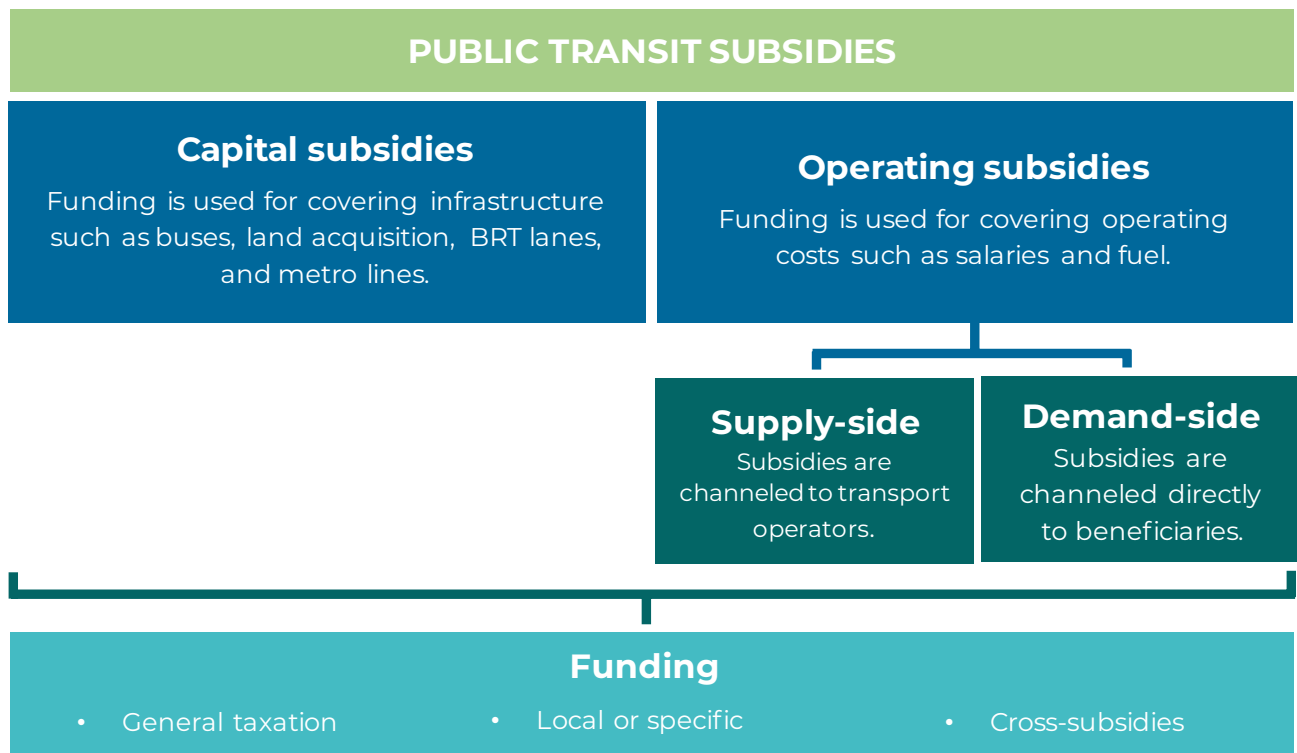 PUBLIC TRANSIT SUBSIDIES
Capital subsidies
Funding is used for covering infrastructure
such as buses, land acquisition, BRT lanes,
and metro lines.
Operating subsidies
Funding is used for covering operating
costs such as salaries and fuel.
Supply-side
Subsidies are
channeled to transport
operators.
Demand-side
Subsidies are
channeled directly
to beneficiaries.
Funding
• General taxation
• Local or specific
• Cross-subsidies